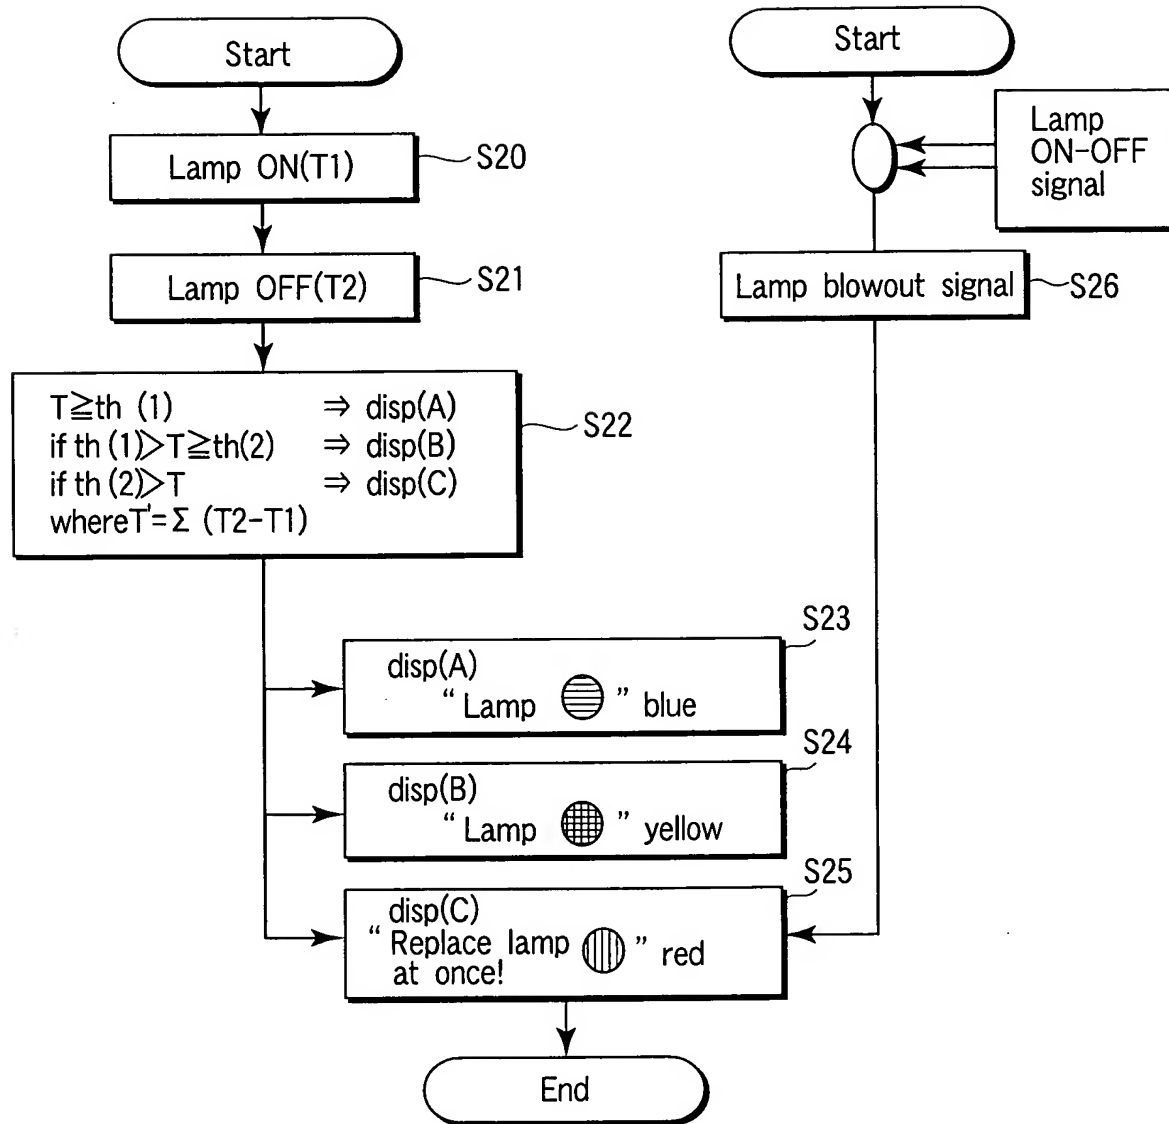 Start
Lamp ON(T1)
S20
Lamp OFF(T2)
S21
T≧th (1) ⇒ disp(A)
if th (1)>T≧th(2) ⇒ disp(B)
if th (2)>T ⇒ disp(C)
where T'=Σ (T2-T1)
S22
Start
Lamp
ON-OFF
signal
Lamp blowout signal
S26
S23
disp(A)
“ Lamp ” blue
S24
disp(B)
“ Lamp ” yellow
S25
disp(C)
“ Replace lamp ” red
at once!
End